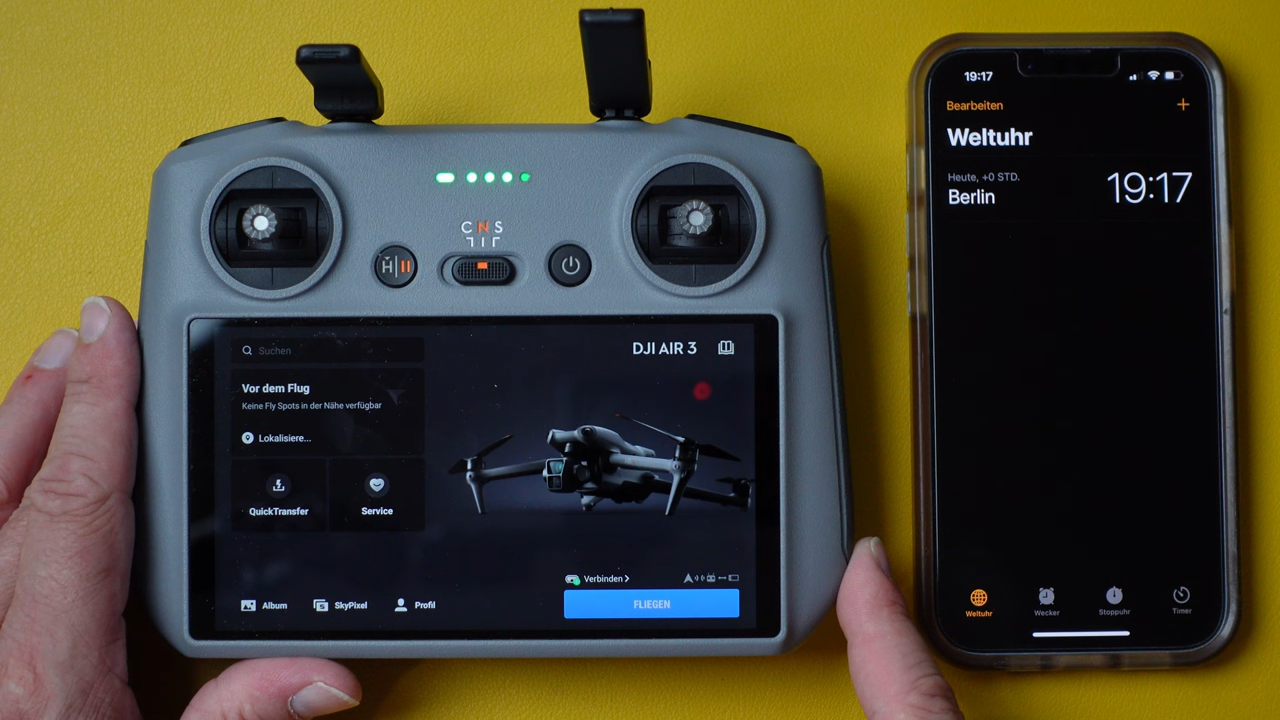 C N S
H
Suchen
DJI AIR 3
Vor dem Flug
Keine Fly Spots in der Nähe verfügbar
Lokalisiere...
QuickTransfer
Service
Verbinden
FLIEGEN
Album
SkyPixel
Profil
19:17
Bearbeiten
+
Weltuhr
Heute, +0 STD.
Berlin
19:17
Weltuhr
Wecker
Stoppuhr
Timer